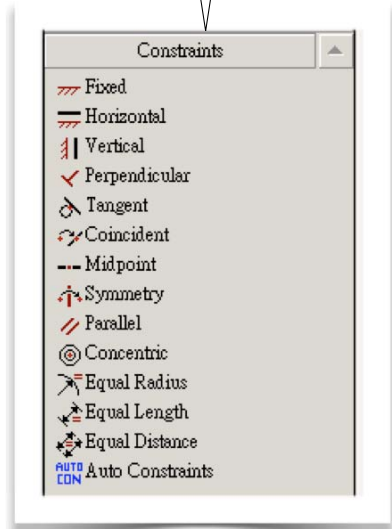 Constraints
Fixed
Horizontal
Vertical
Perpendicular
Tangent
Coincident
Midpoint
Symmetry
Parallel
Concentric
Equal Radius
Equal Length
Equal Distance
AUTO CON Auto Constraints